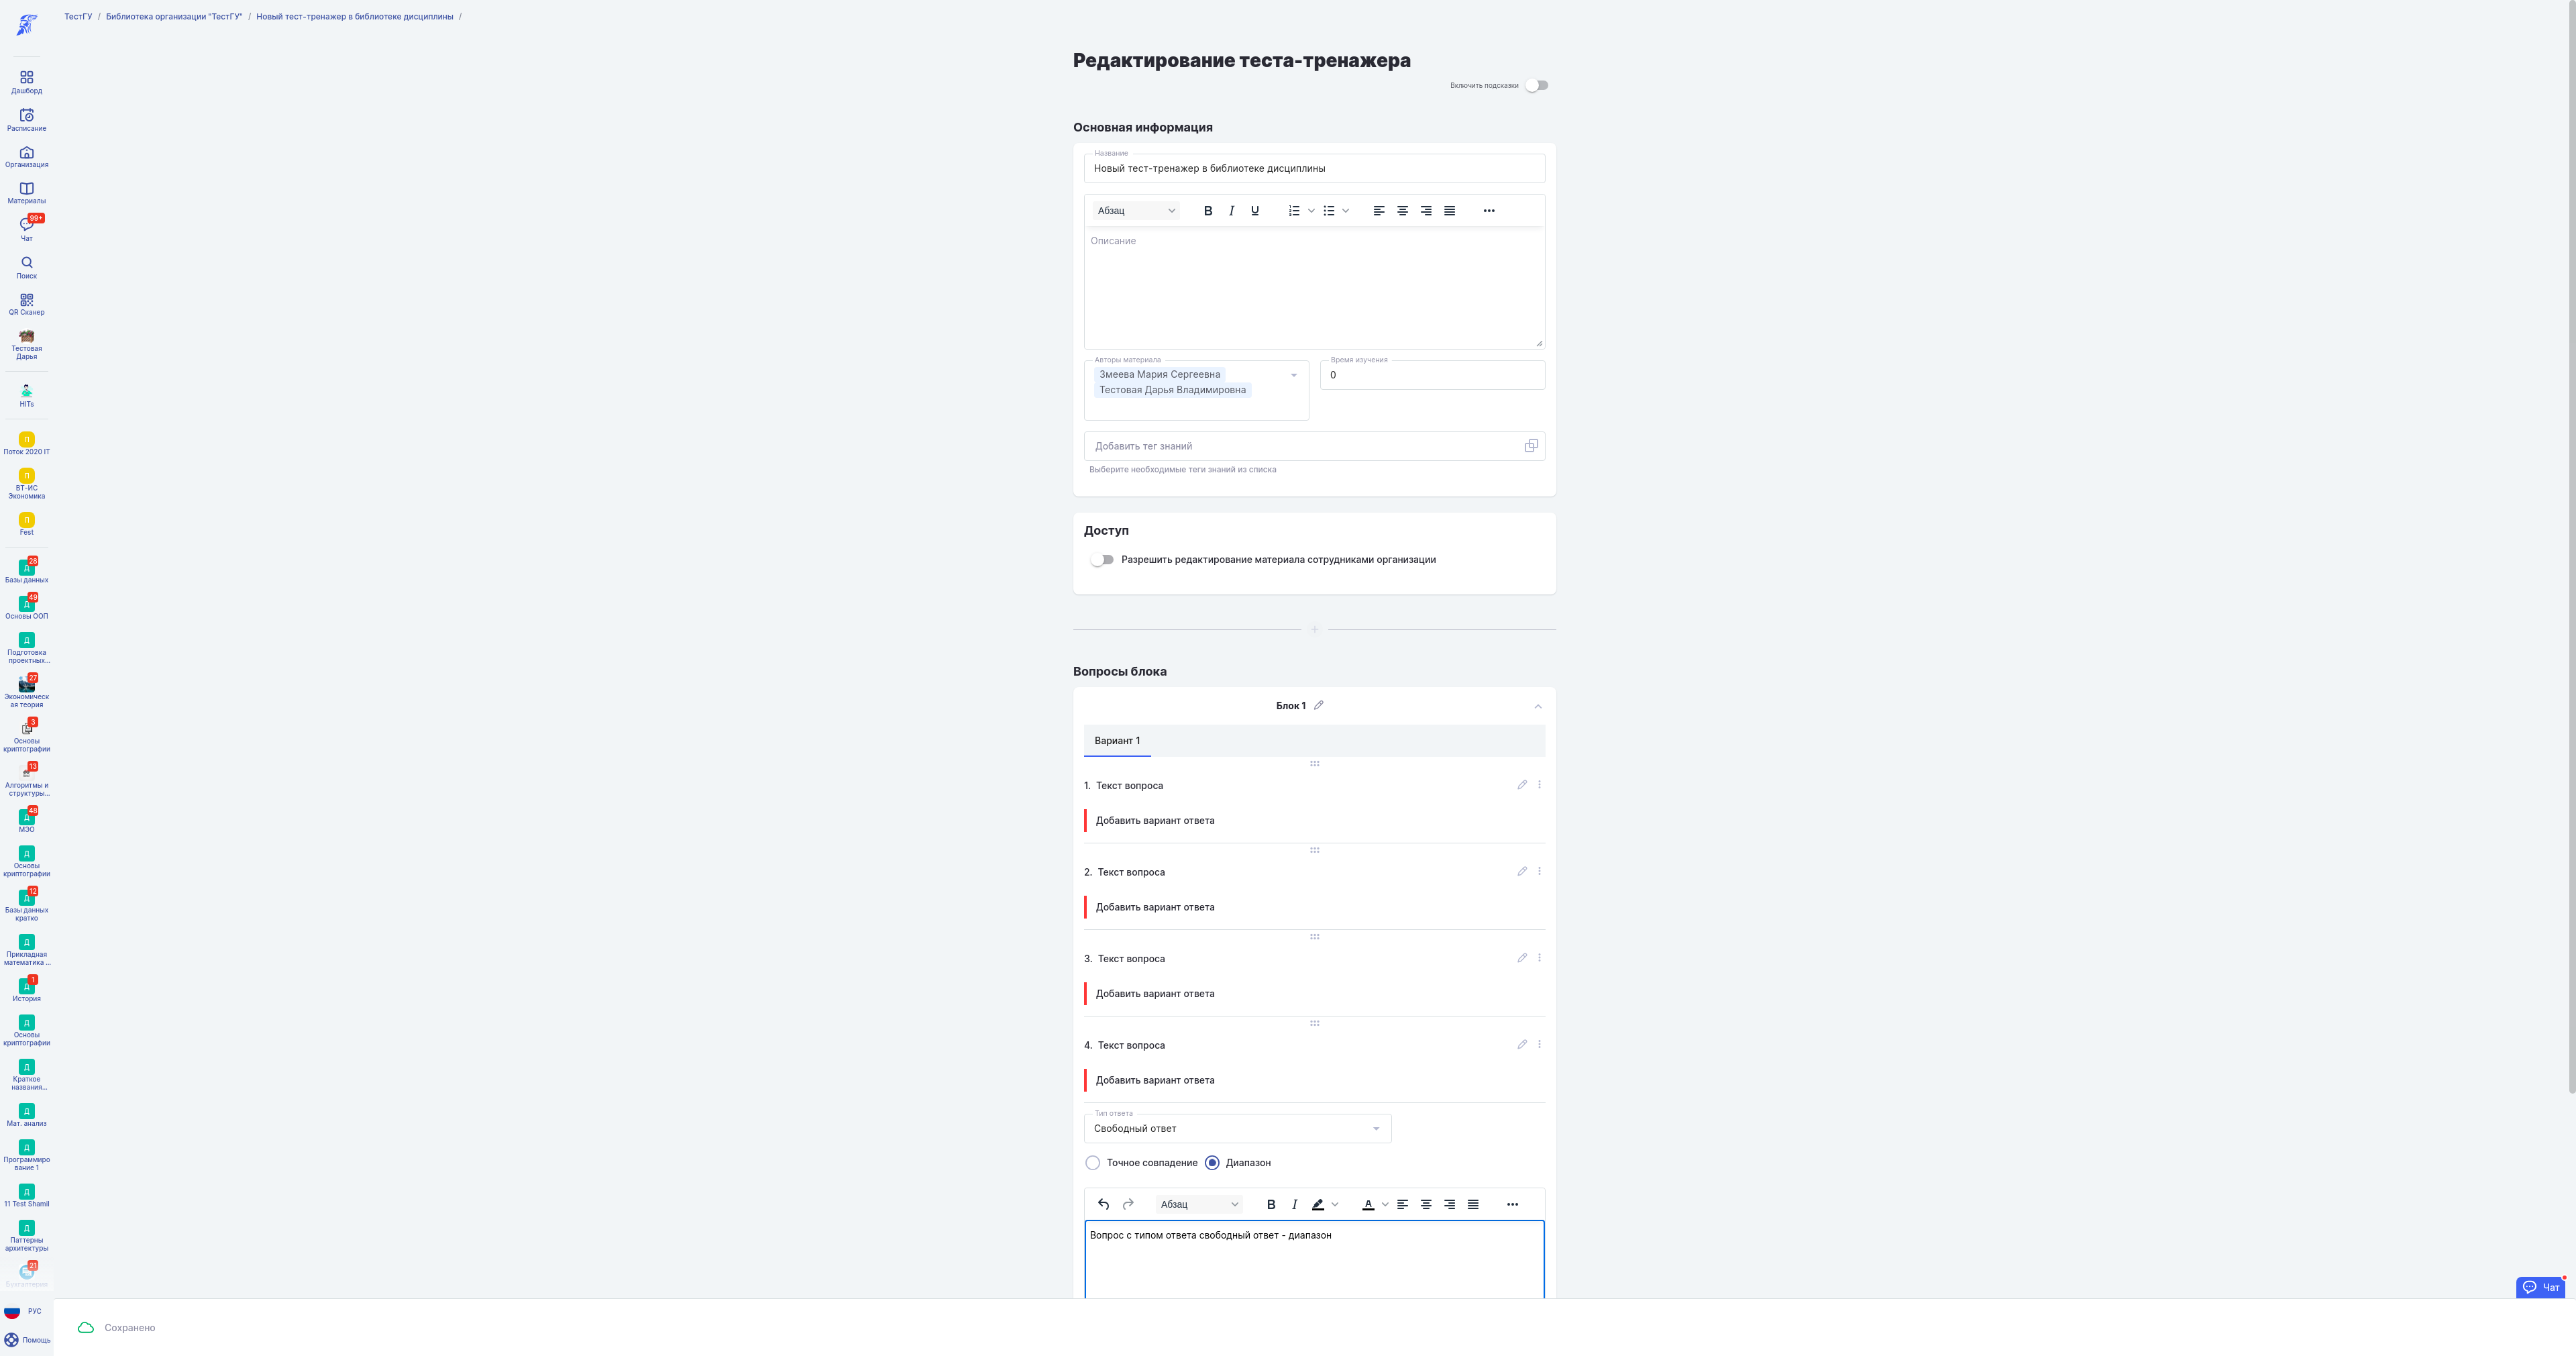 ТестГУ / Библиотека организации "ТестГУ" / Новый тест-тренажер в библиотеке дисциплины /
Дашборд
Расписание
Организация
Материалы
99+
Чат
Поиск
QR Сканер
Тестовая
Дарья
HITs
П
Поток 2020 IT
П
ВТ-ИС
Экономика
П
Fest
28
Д
Базы данных
49
Д
Основы ООП
Д
Подготовка
проектных...
27
Экономическ
ая теория
3
Основы
криптографии
13
Алгоритмы и
структуры...
48
Д
МЭО
Д
Основы
криптографии
12
Д
Базы данных
кратко
Д
Прикладная
математика ...
1
Д
История
Д
Основы
криптографии
Д
Краткое
названия...
Д
Мат. анализ
Д
Программиро
вание 1
Д
11 Test Shamil
Д
Паттерны
архитектуры
21
Бухгалтерия
РУС
Помощь
Редактирование теста-тренажера
Включить подсказки
Основная информация
Название
Новый тест-тренажер в библиотеке дисциплины
Абзац
Описание
Авторы материала
Змеева Мария Сергеевна
Тестовая Дарья Владимировна
Время изучения
0
Добавить тег знаний
Выберите необходимые теги знаний из списка
Доступ
Разрешить редактирование материала сотрудниками организации
Вопросы блока
Блок 1
Вариант 1
1. Текст вопроса
Добавить вариант ответа
2. Текст вопроса
Добавить вариант ответа
3. Текст вопроса
Добавить вариант ответа
4. Текст вопроса
Добавить вариант ответа
Тип ответа
Свободный ответ
Точное совпадение Диапазон
Абзац
Вопрос с типом ответа свободный ответ - диапазон
Чат
Сохранено